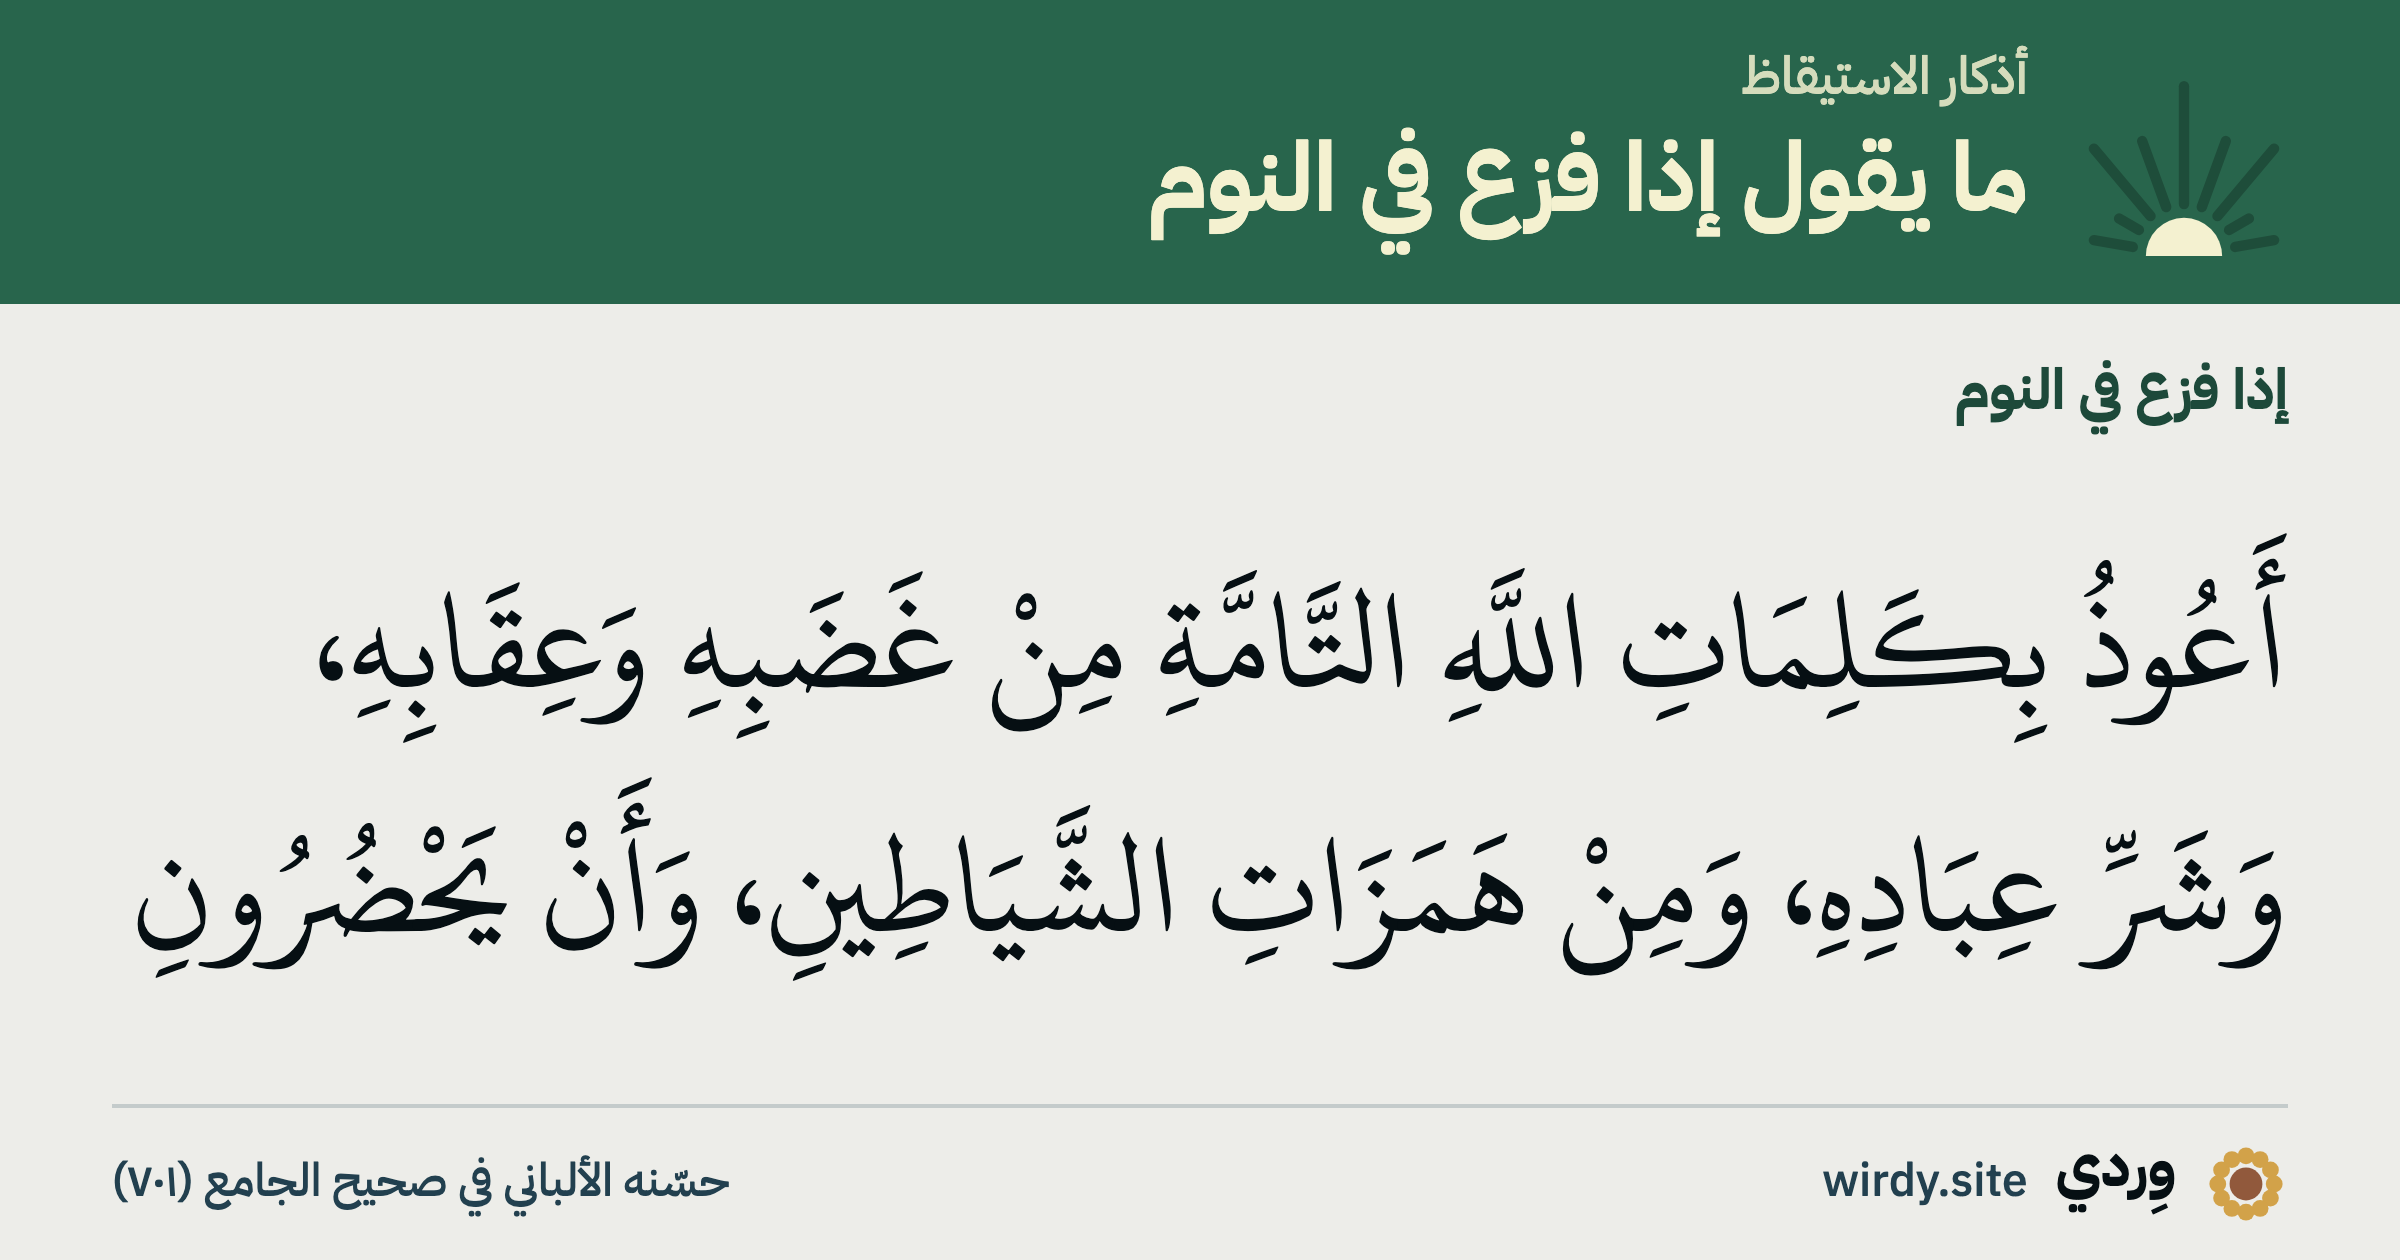 أذكار الاستيقاظ
ما يقول إذا فزع في النوم
إذا فزع في النوم
أَعُوذُ بِكَلِمَاتِ اللَّهِ التَّامَّةِ مِنْ غَضَبِهِ وَعِقَابِهِ،
وَشَرِّ عِبَادِهِ، وَمِنْ هَمَزَاتِ الشَّيَاطِينِ، وَأَنْ يَحْضُرُونِ
وِردي wirdy.site
حسّنه الألباني في صحيح الجامع (٧٠١)